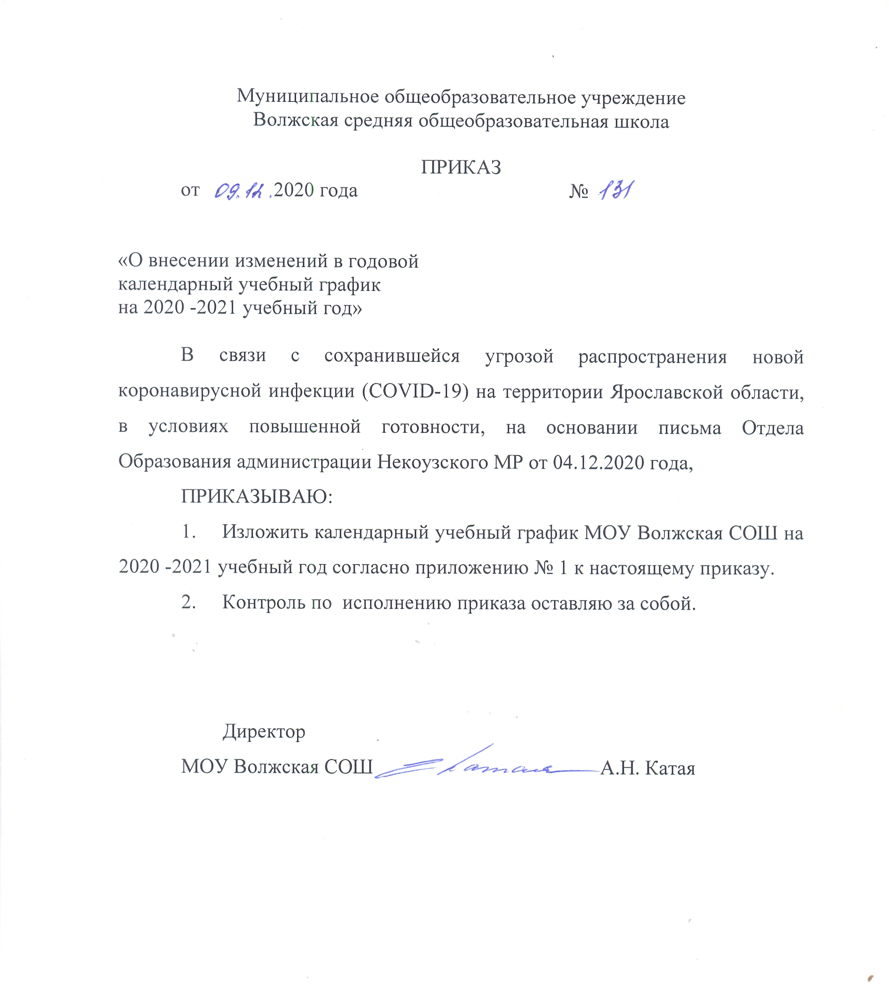 Муниципальное общеобразовательное учреждение
Волжская средняя общеобразовательная школа
ПРИКАЗ
от 09.12.2020 года № 131
«О внесении изменений в годовой
календарный учебный график
на 2020 -2021 учебный год»
В связи с сохранившейся угрозой распространения новой
коронавирусной инфекции (COVID-19) на территории Ярославской области,
в условиях повышенной готовности, на основании письма Отдела
Образования администрации Некоузского МР от 04.12.2020 года,
ПРИКАЗЫВАЮ:
1. Изложить календарный учебный график МОУ Волжская СОШ на
2020 -2021 учебный год согласно приложению № 1 к настоящему приказу.
2. Контроль по исполнению приказа оставляю за собой.
Директор
МОУ Волжская СОШ А.Н. Катая